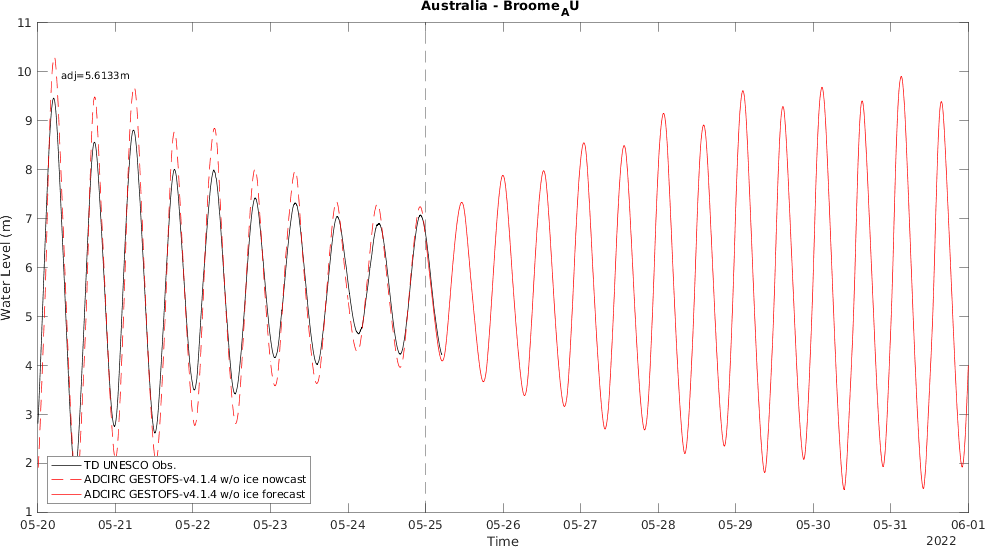 Australia - Broome_AU
11
10
9
8
7
6
5
4
3
2
1
Water Level (m)
adj=5.6133m
TD UNESCO Obs.
ADCIRC GESTOFS-v4.1.4 w/o ice nowcast
ADCIRC GESTOFS-v4.1.4 w/o ice forecast
05-20 05-21 05-22 05-23 05-24 05-25 05-26 05-27 05-28 05-29 05-30 05-31 06-01
Time
2022